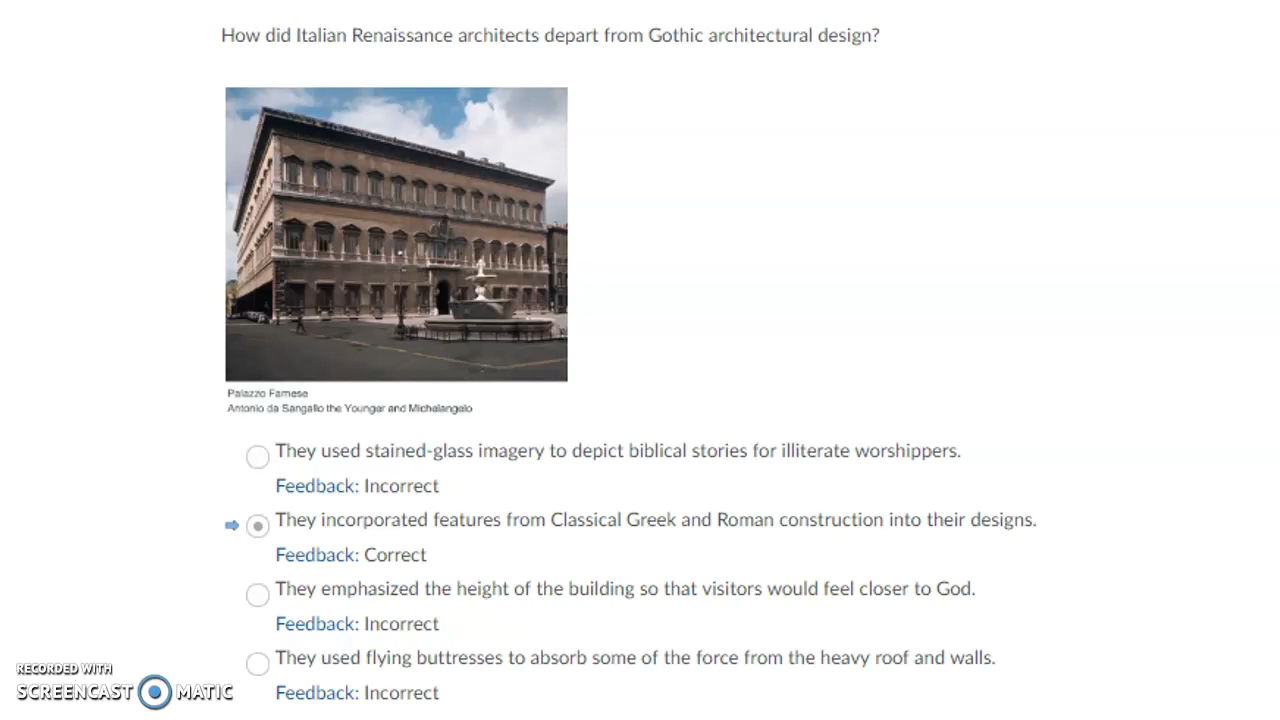 How did Italian Renaissance architects depart from Gothic architectural design?
Palazzo Farnese
Antonio da Sangallo the Younger and Michelangelo
They used stained-glass imagery to depict biblical stories for illiterate worshippers.
Feedback: Incorrect
They incorporated features from Classical Greek and Roman construction into their designs.
Feedback: Correct
They emphasized the height of the building so that visitors would feel closer to God.
Feedback: Incorrect
They used flying buttresses to absorb some of the force from the heavy roof and walls.
Feedback: Incorrect
RECORDED WITH
SCREENCAST MATIC